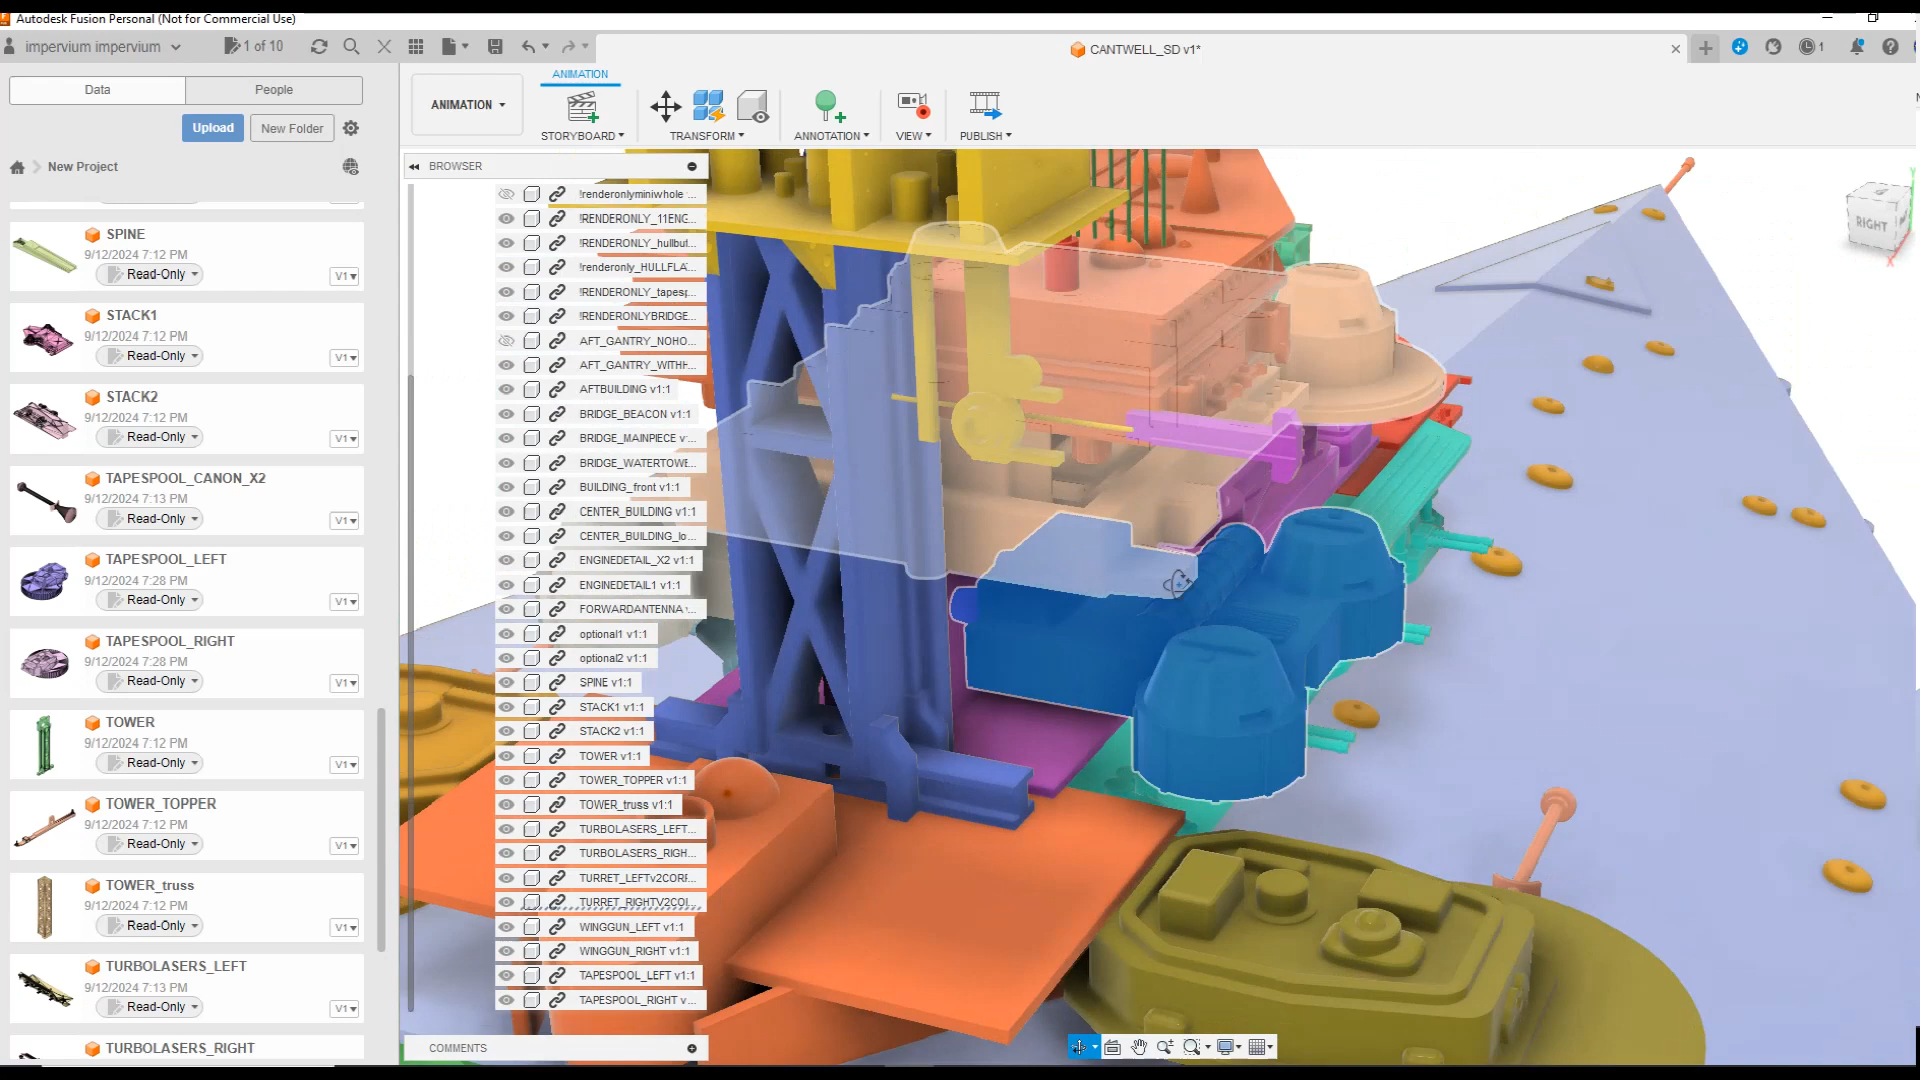 Autodesk Fusion Personal (Not for Commercial Use)
impervium impervium
1 of 10
CANTWELL_SD v1*
1
Data
People
Upload
New Folder
New Project
ANIMATION
ANIMATION
STORYBOARD
TRANSFORM
ANNOTATION
VIEW
PUBLISH
SPINE
9/12/2024 7:12 PM
Read-Only
V1
STACK1
9/12/2024 7:12 PM
Read-Only
V1
STACK2
9/12/2024 7:12 PM
Read-Only
V1
TAPESPOOL_CANON_X2
9/12/2024 7:13 PM
Read-Only
V1
TAPESPOOL_LEFT
9/12/2024 7:28 PM
Read-Only
V1
TAPESPOOL_RIGHT
9/12/2024 7:28 PM
Read-Only
V1
TOWER
9/12/2024 7:12 PM
Read-Only
V1
TOWER_TOPPER
9/12/2024 7:12 PM
Read-Only
V1
TOWER_truss
9/12/2024 7:12 PM
Read-Only
V1
TURBOLASERS_LEFT
9/12/2024 7:13 PM
Read-Only
V1
TURBOLASERS_RIGHT
BROWSER
!renderonlyminiwhole ...
!RENDERONLY_11ENG...
!RENDERONLY_hullbul...
!renderonly_HULLFLA...
!RENDERONLY_tapesp...
!RENDERONLYBRIDGE...
AFT_GANTRY_NOHO...
AFT_GANTRY_WITHH...
AFTBUILDING v1:1
BRIDGE_BEACON v1:1
BRIDGE_MAINPIECE v...
BRIDGE_WATERTOWE...
BUILDING_front v1:1
CENTER_BUILDING v1:1
CENTER_BUILDING_lo...
ENGINEDETAIL_X2 v1:1
ENGINEDETAIL1 v1:1
FORWARDANTENNA v...
optional1 v1:1
optional2 v1:1
SPINE v1:1
STACK1 v1:1
STACK2 v1:1
TOWER v1:1
TOWER_TOPPER v1:1
TOWER_truss v1:1
TURBOLASERS_LEFT...
TURBOLASERS_RIGH...
TURRET_LEFTv2CORR...
TURRET_RIGHTV2COR...
WINGGUN_LEFT v1:1
WINGGUN_RIGHT v1:1
TAPESPOOL_LEFT v1:1
TAPESPOOL_RIGHT v...
COMMENTS
RIGHT
Y
X